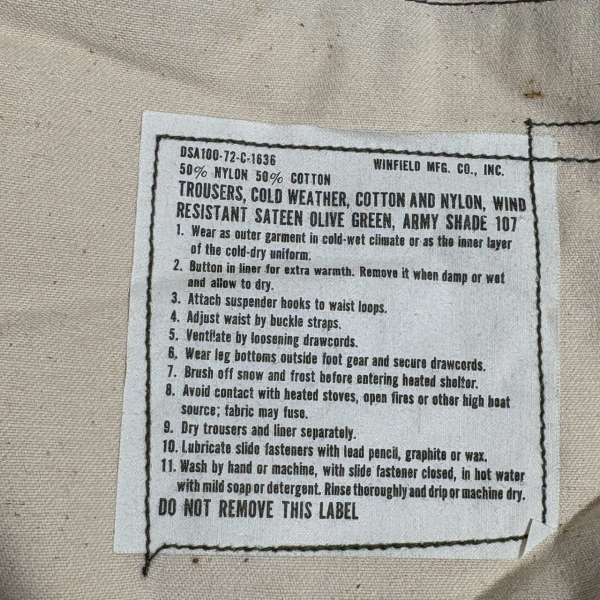 DSA100-72-C-1636 WINFIELD MFG. CO., INC.
50% NYLON 50% COTTON
TROUSERS, COLD WEATHER, COTTON AND NYLON, WIND
RESISTANT SATEEN OLIVE GREEN, ARMY SHADE 107
1. Wear as outer garment in cold-wet climate or as the inner layer
of the cold-dry uniform.
2. Button in liner for extra warmth. Remove it when damp or wet
and allow to dry.
3. Attach suspender hooks to waist loops.
4. Adjust waist by buckle straps.
5. Ventilate by loosening drawcords.
6. Wear leg bottoms outside foot gear and secure drawcords.
7. Brush off snow and frost before entering heated shelter.
8. Avoid contact with heated stoves, open fires or other high heat
source; fabric may fuse.
9. Dry trousers and liner separately.
10. Lubricate slide fasteners with lead pencil, graphite or wax.
11. Wash by hand or machine, with slide fastener closed, in hot water
with mild soap or detergent. Rinse thoroughly and drip or machine dry.
DO NOT REMOVE THIS LABEL